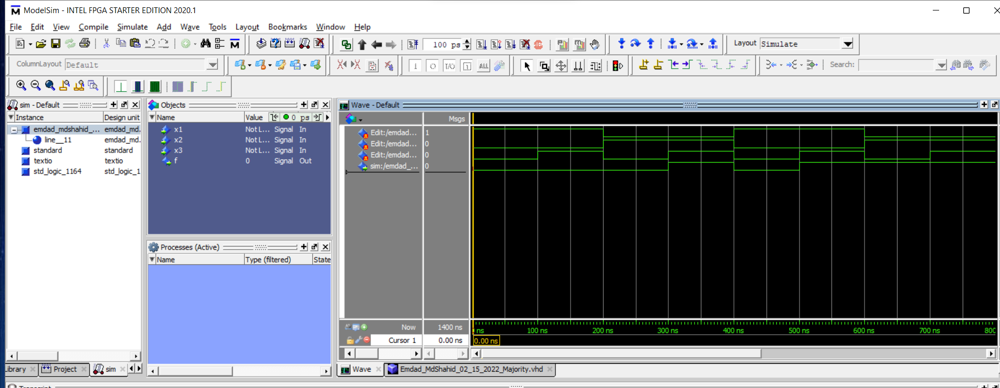 ModelSim - INTEL FPGA STARTER EDITION 2020.1
File Edit View Compile Simulate Add Wave Tools Layout Bookmarks Window Help
100 ps
Layout Simulate
ColumnLayout Default
Search:
sim - Default
Instance Design unit
emdad_mdshahid_... emdad_md.
line__11 emdad_md.
standard standard
textio textio
std_logic_1164 std_logic_1
Library Project sim
Objects
Name Value 0 ps
x1 Not L... Signal In
x2 Not L... Signal In
x3 Not L... Signal In
f 0 Signal Out
Processes (Active)
Name Type (filtered) State
Wave - Default
Msgs
Edit:/emdad... 1
Edit:/emdad... 0
Edit:/emdad... 0
sim:/emdad_... 0
Now 1400 ns
ns 100 ns 200 ns 300 ns 400 ns 500 ns 600 ns 700 ns 800
Cursor 1 0.00 ns
0.00 ns
Wave Emdad_MdShahid_02_15_2022_Majority.vhd
Transcript